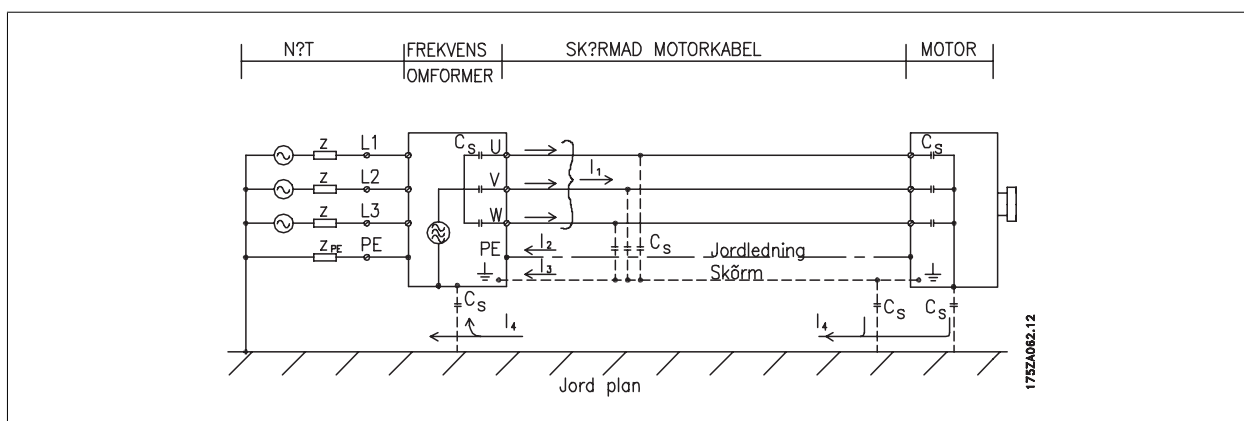 N?T
FREKVENS
OMFORMER
SK?RMAD MOTORKABEL
MOTOR
Z L1
Z L2
Z L3
Z PE PE
C S U
V
W
PE
I 1
I 2
I 3
C S
Jordledning
Skõrm
C S
C S
I 4
C S
C S
I 4
Jord plan
175ZA062.12